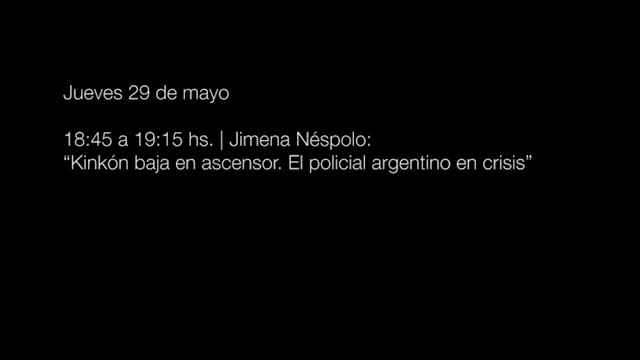 Jueves 29 de mayo
18:45 a 19:15 hs. | Jimena Néspolo:
“Kinkón baja en ascensor. El policial argentino en crisis”